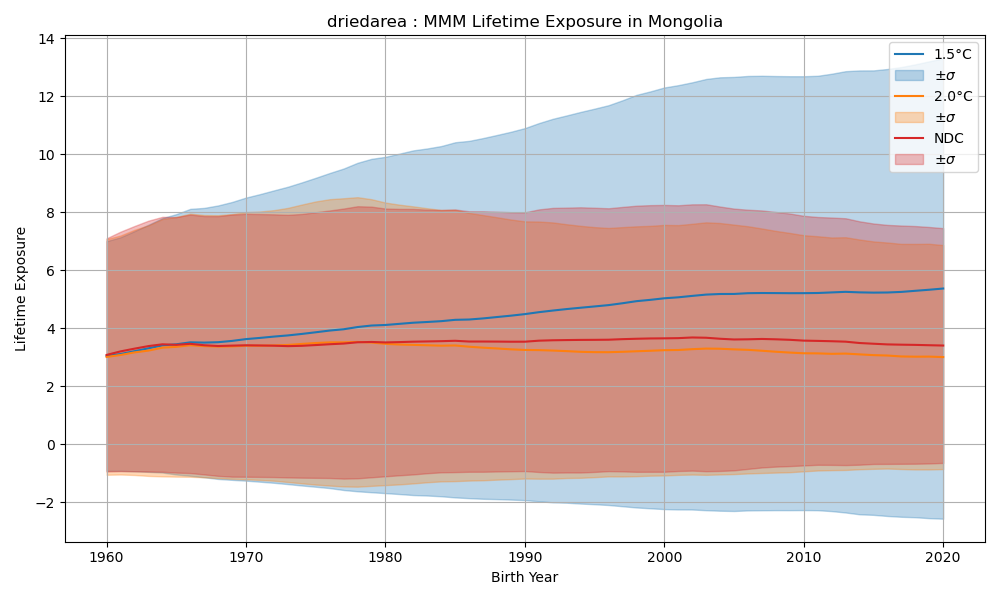 driedarea : MMM Lifetime Exposure in Mongolia
14
12
10
8
6
4
2
0
−2
Lifetime Exposure
1.5°C
±σ
2.0°C
±σ
NDC
±σ
1960 1970 1980 1990 2000 2010 2020
Birth Year